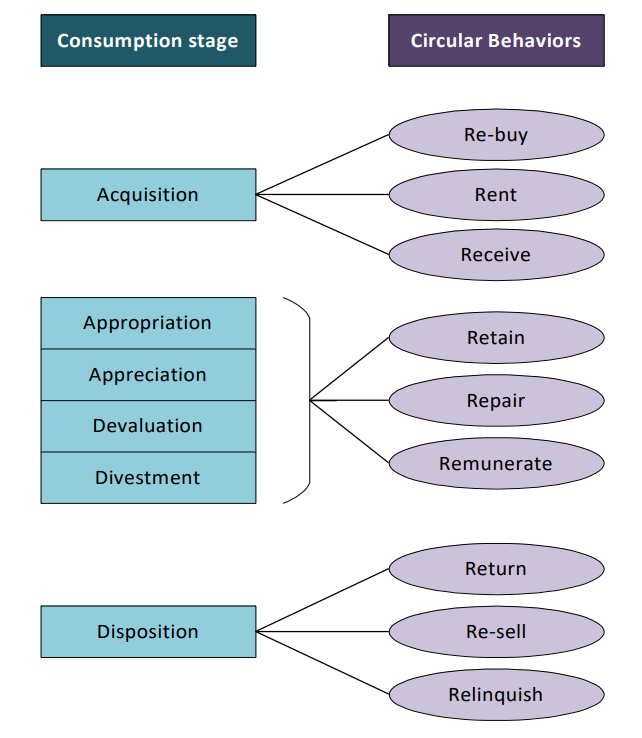 Consumption stage
Circular Behaviors
Acquisition
Re-buy
Rent
Receive
Appropriation
Appreciation
Devaluation
Divestment
Retain
Repair
Remunerate
Disposition
Return
Re-sell
Relinquish